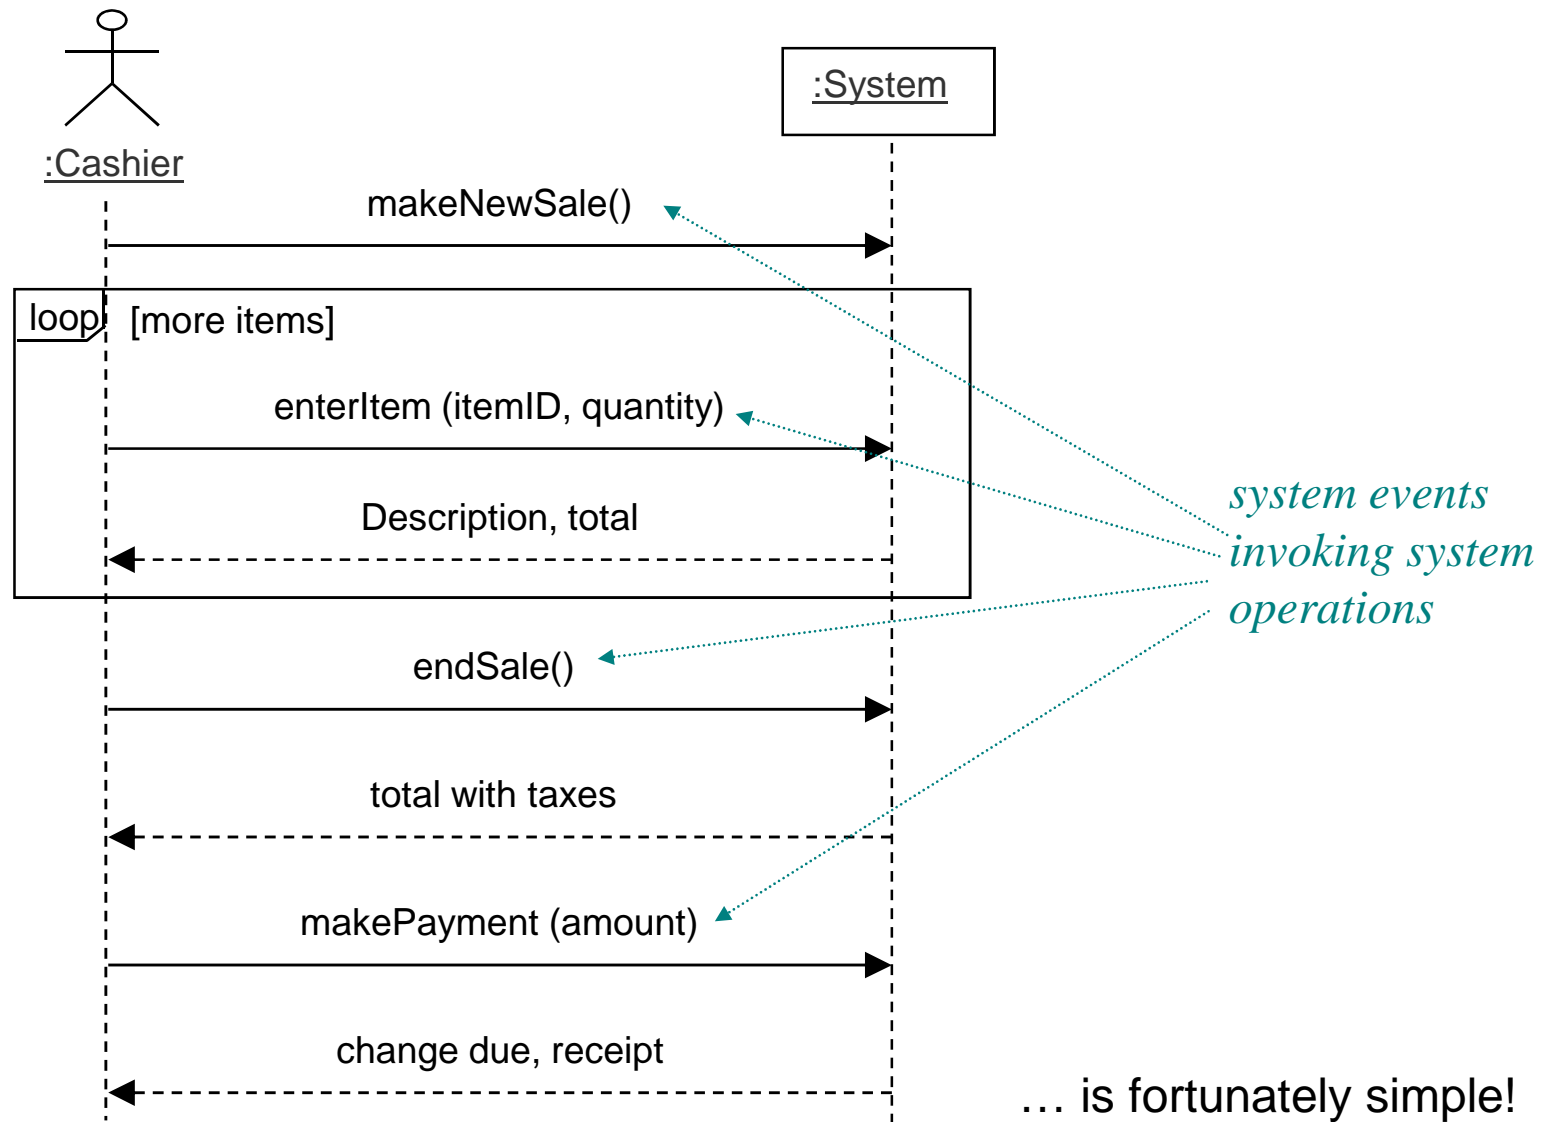 :System
:Cashier
makeNewSale()
loop
[more items]
enterItem (itemID, quantity)
Description, total
system events
invoking system
operations
endSale()
total with taxes
makePayment (amount)
change due, receipt
… is fortunately simple!